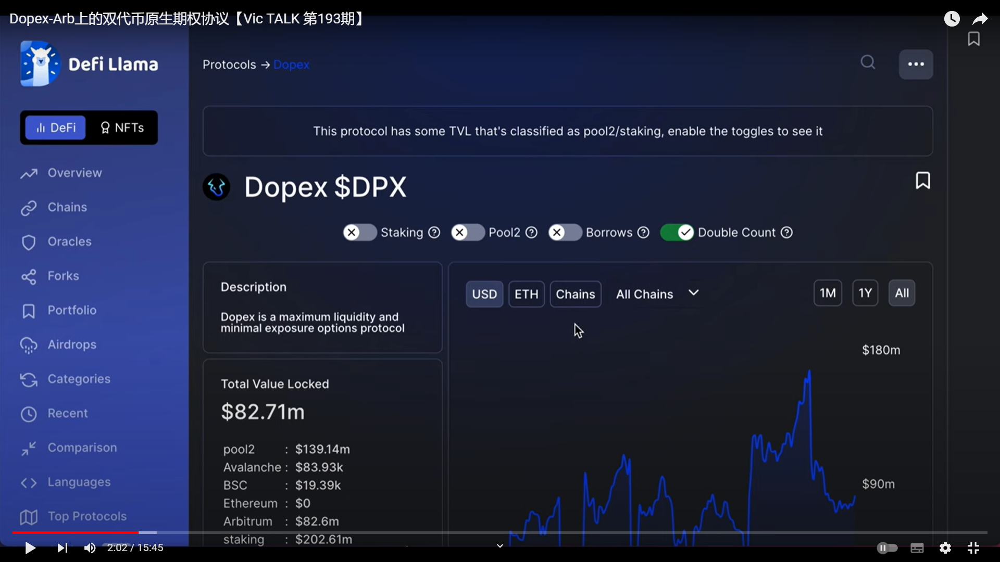 Dopex-Arb上的双代币原生期权协议【Vic TALK 第193期】
Defi Llama
DeFi
NFTs
Overview
Chains
Oracles
Forks
Portfolio
Airdrops
Categories
Recent
Comparison
Languages
Top Protocols
Protocols → Dopex
This protocol has some TVL that's classified as pool2/staking, enable the toggles to see it
Dopex $DPX
Staking
Pool2
Borrows
Double Count
Description
Dopex is a maximum liquidity and
minimal exposure options protocol
Total Value Locked
$82.71m
pool2 : $139.14m
Avalanche : $83.93k
BSC : $19.39k
Ethereum : $0
Arbitrum : $82.6m
staking : $202.61m
USD ETH Chains All Chains
1M 1Y All
$180m
$90m
2:02 / 15:45